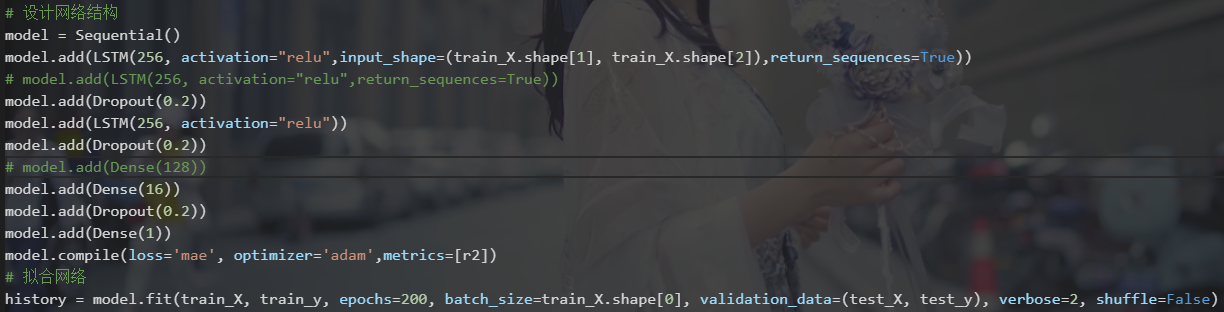 # 设计网络结构
model = Sequential()
model.add(LSTM(256, activation="relu",input_shape=(train_X.shape[1], train_X.shape[2]),return_sequences=True))
# model.add(LSTM(256, activation="relu",return_sequences=True))
model.add(Dropout(0.2))
model.add(LSTM(256, activation="relu"))
model.add(Dropout(0.2))
# model.add(Dense(128))
model.add(Dense(16))
model.add(Dropout(0.2))
model.add(Dense(1))
model.compile(loss='mae', optimizer='adam',metrics=[r2])
# 拟合网络
history = model.fit(train_X, train_y, epochs=200, batch_size=train_X.shape[0], validation_data=(test_X, test_y), verbose=2, shuffle=False)